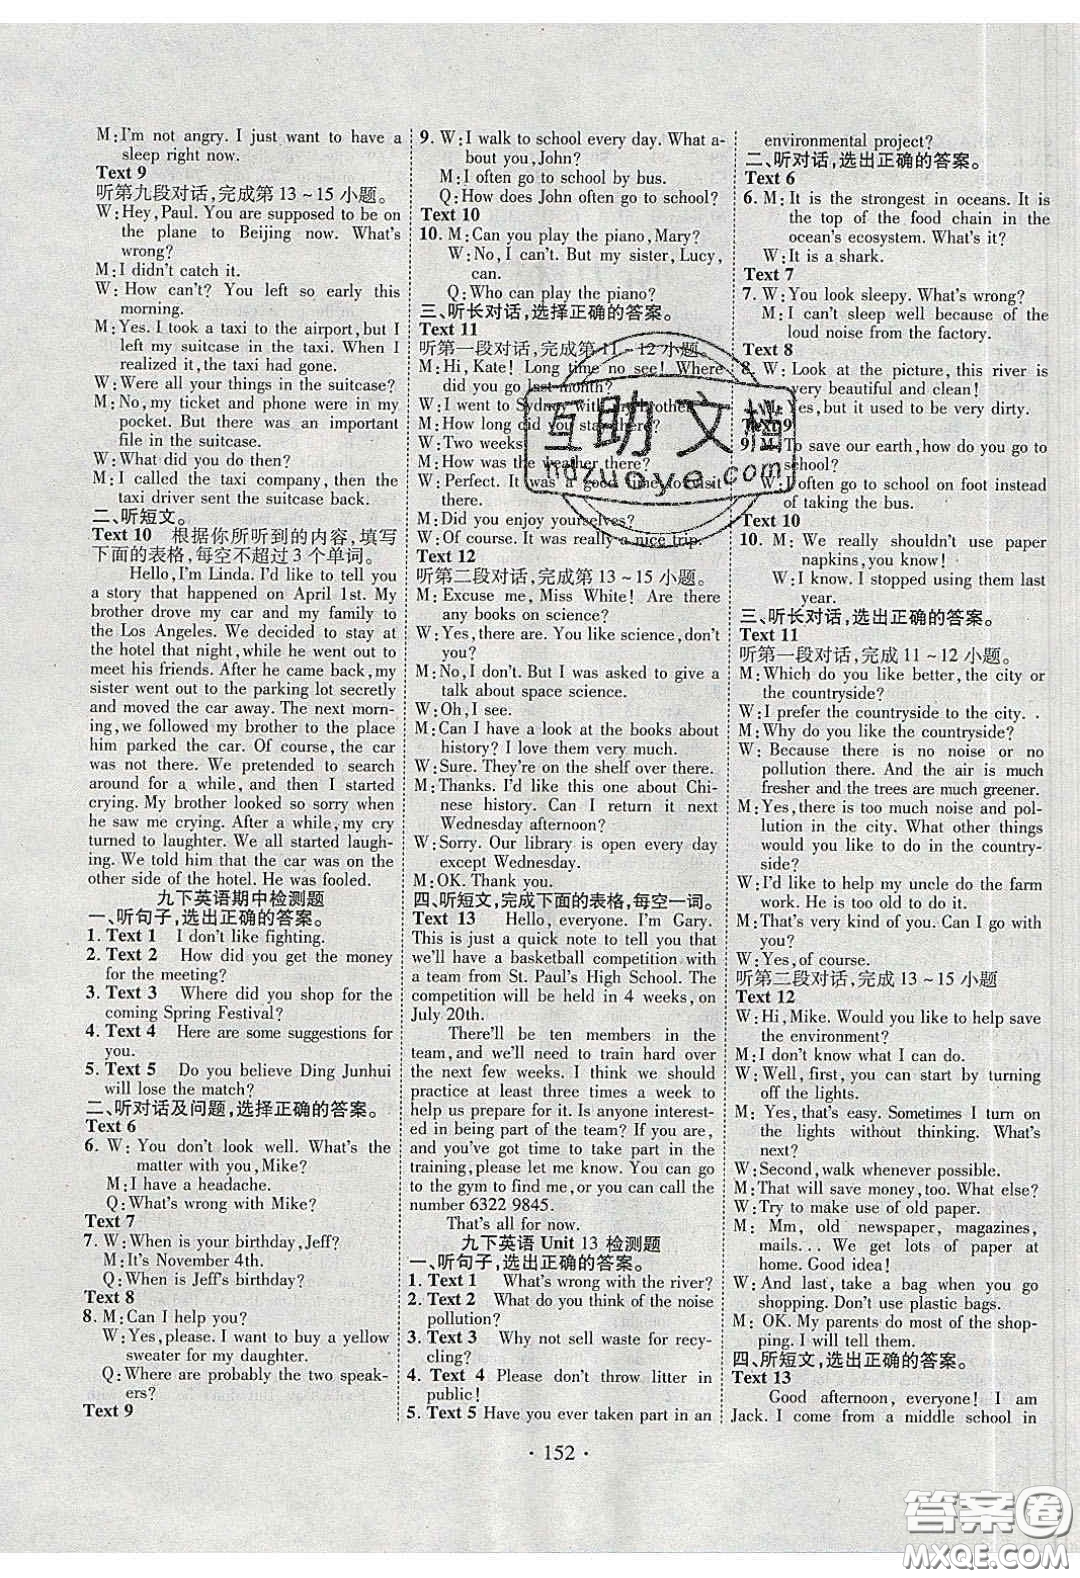 M:I'm not angry. I just want to have a
sleep right now.
Text 9
听第九段对话,完成第 13~15 小题。
W:Hey, Paul. You are supposed to be on
the plane to Beijing now. What's
wrong?
M:I didn't catch it.
W: How can't? You left so early this
morning.
M:Yes. I took a taxi to the airport,but I
left my suitcase in the taxi. When I
realized it,the taxi had gone.
W:Were all your things in the suitcase?
M:No,my ticket and phone were in my
pocket. But there was an important
file in the suitcase.
W:What did you do then?
M:I called the taxi company,then the
taxi driver sent the suitcase back.
二、听短文。
Text 10 根据你所听到的内容,填写
下面的表格,每空不超过 3 个单词。
Hello,I'm Linda. I'd like to tell you
a story that happened on April 1st. My
brother drove my car and my family to
the Los Angeles. We decided to stay at
the hotel that night,while he went out to
meet his friends. After he came back,my
sister went out to the parking lot secretly
and moved the car away. The next morn-
ing, we followed my brother to the place
him parked the car. Of course, the car
was not there. We pretended to search
around for a while, and then I started
crying. My brother looked so sorry when
he saw me crying. After a while,my cry
turned to laughter. We all started laugh-
ing. We told him that the car was on the
other side of the hotel. He was fooled.
九下英语期中检测题
一、听句子,选出正确的答案。
1. Text 1 I don't like fighting.
2. Text 2 How did you get the money
for the meeting?
3. Text 3 Where did you shop for the
coming Spring Festival?
4. Text 4 Here are some suggestions for
you.
5. Text 5 Do you believe Ding Junhui
will lose the match?
二、听对话及问题,选择正确的答案。
Text 6
6. W: You don't look well. What's the
matter with you,Mike?
M:I have a headache.
Q:What's wrong with Mike?
Text 7
7. W:When is your birthday,Jeff?
M:It's November 4th.
Q:When is Jeff's birthday?
Text 8
8. M:Can I help you?
W:Yes,please. I want to buy a yellow
sweater for my daughter.
Q:Where are probably the two speak-
ers?
Text 9
9. W:I walk to school every day. What a-
bout you,John?
M:I often go to school by bus.
Q:How does John often go to school?
Text 10
10. M:Can you play the piano,Mary?
W:No,I can't. But my sister, Lucy,
can.
Q:Who can play the piano?
三、听长对话,选择正确的答案。
Text 11
听第一段对话,完成第 11~12 小题。
M:Hi, Kate! Long time no see! Where
did you go last month?
W:I went to Sydney with my brother.
M:How long did you stay there?
W:Two weeks.
M:How was the weather there?
W:Perfect. It was a good time to visit
there.
M:Did you enjoy yourselves?
W:Of course. It was really a nice trip.
Text 12
听第二段对话,完成第 13~15 小题。
M:Excuse me, Miss White! Are there
any books on science?
W:Yes,there are. You like science,don't
you?
M:No,I don't. But I was asked to give a
talk about space science.
W:Oh,I see.
M:Can I have a look at the books about
history? I love them very much.
W:Sure. They're on the shelf over there.
M:Thanks. I'd like this one about Chi-
nese history. Can I return it next
Wednesday afternoon?
W:Sorry. Our library is open every day
except Wednesday.
M:OK. Thank you.
四、听短文,完成下面的表格,每空一词。
Text 13 Hello, everyone. I'm Gary.
This is just a quick note to tell you that
we'll have a basketball competition with
a team from St. Paul's High School. The
competition will be held in 4 weeks,on
July 20th.
There'll be ten members in the
team,and we'll need to train hard over
the next few weeks. I think we should
practice at least three times a week to
help us prepare for it. Is anyone interest-
ed in being part of the team? If you are,
and you've got time to take part in the
training,please let me know. You can go
to the gym to find me,or you can call the
number 6322 9845.
That's all for now.
九下英语 Unit 13 检测题
一、听句子,选出正确的答案。
1. Text 1 What's wrong with the river?
2. Text 2 What do you think of the noise
pollution?
3. Text 3 Why not sell waste for recy-
cling?
4. Text 4 Please don't throw litter in
public!
5. Text 5 Have you ever taken part in an
environmental project?
二、听对话,选出正确的答案。
Text 6
6. M: It is the strongest in oceans. It is
the top of the food chain in the
ocean's ecosystem. What's it?
W:It is a shark.
Text 7
7. W:You look sleepy. What's wrong?
M:I can't sleep well because of the
loud noise from the factory.
Text 8
8. W:Look at the picture,this river is
very beautiful and clean!
M:Yes,but it used to be very dirty.
Text 9
9. M:To save our earth,how do you go to
school?
W:I often go to school on foot instead
of taking the bus.
Text 10
10. M: We really shouldn't use paper
napkins,you know!
W:I know. I stopped using them last
year.
三、听长对话,选出正确的答案。
Text 11
听第一段对话,完成 11~12 小题。
M:Which do you like better,the city or
the countryside?
W:I prefer the countryside to the city. .
M:Why do you like the countryside?
W: Because there is no noise or no
pollution there. And the air is much
fresher and the trees are much greener.
M:Yes,there is too much noise and pol-
lution in the city. What other things
would you like to do in the country-
side?
W:I'd like to help my uncle do the farm
work. He is too old to do it.
M:That's very kind of you. Can I go with
you?
W:Yes,of course.
听第二段对话,完成 13~15 小题
Text 12
W:Hi,Mike. Would you like to help save
the environment?
M:I don't know what I can do.
W:Well,first,you can start by turning
off the lights.
M: Yes,that's easy. Sometimes I turn on
the lights without thinking. What's
next?
W:Second,walk whenever possible.
M:That will save money,too. What else?
W:Try to make use of old paper.
M: Mm, old newspaper, magazines,
mails... We get lots of paper at
home. Good idea!
W:And last, take a bag when you go
shopping. Don't use plastic bags.
M: OK. My parents do most of the shop-
ping. I will tell them.
四、所短文,选出正确的答案。
Text 13
Good afternoon, everyone! I am
Jack. I come from a middle school in
· 152 ·
互助文档
hdzuoye.com
答案圈
MXQE.COM